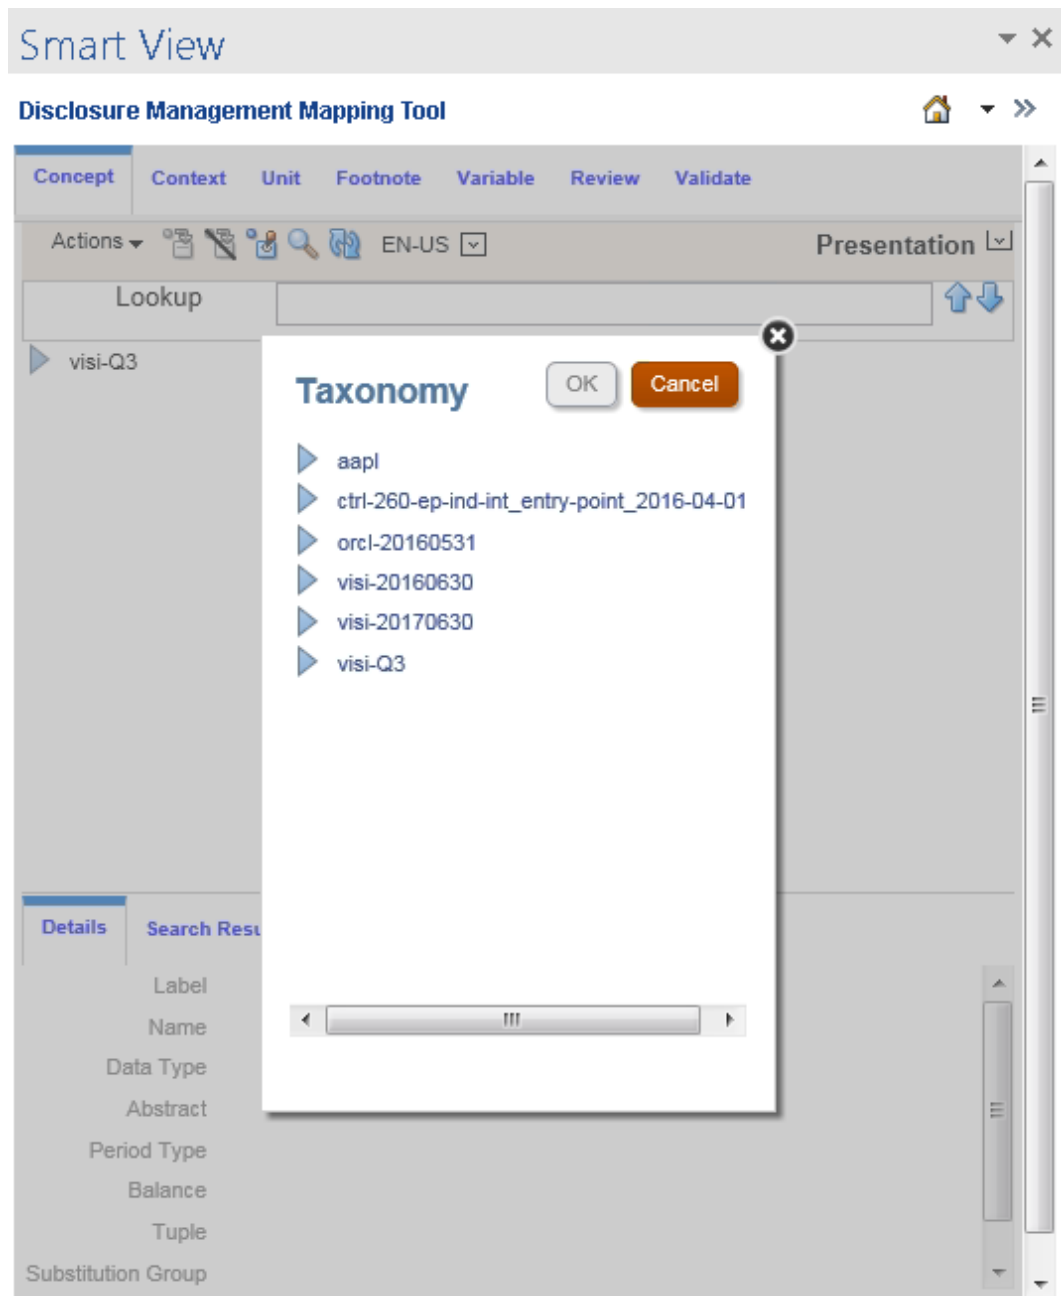 Smart View
Disclosure Management Mapping Tool
Concept Context Unit Footnote Variable Review Validate
Actions EN-US Presentation
Lookup
visi-Q3
Taxonomy OK Cancel
aapl
ctrl-260-ep-ind-int_entry-point_2016-04-01
orcl-20160531
visi-20160630
visi-20170630
visi-Q3
Details Search Resu
Label
Name
Data Type
Abstract
Period Type
Balance
Tuple
Substitution Group